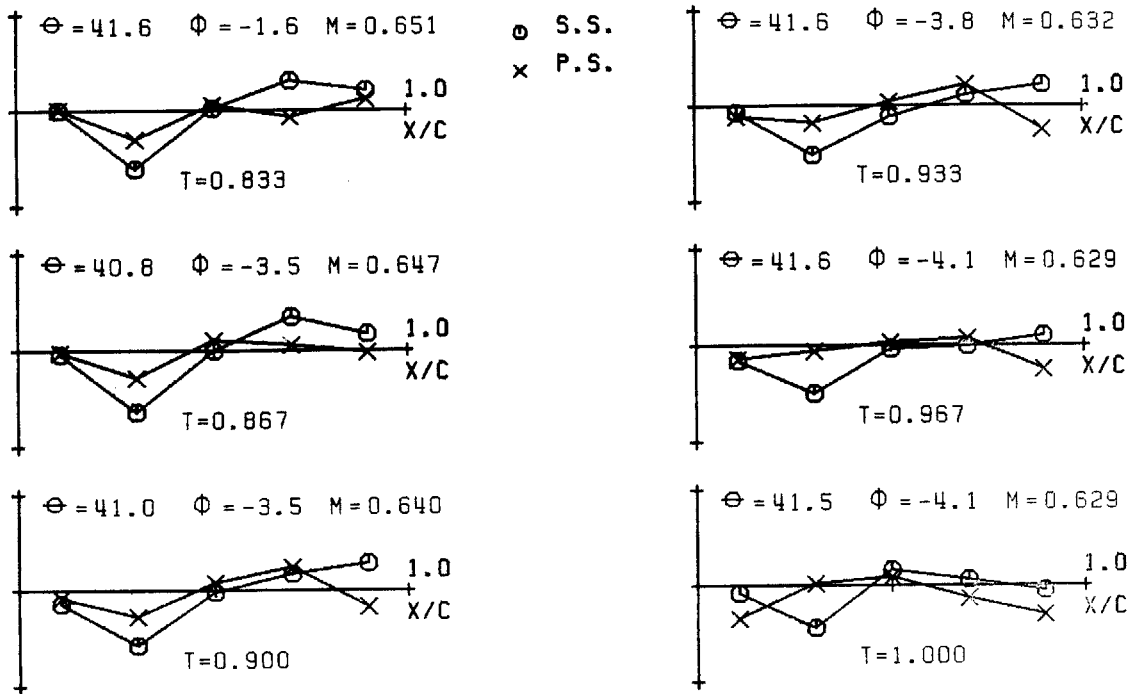 Θ=41.6 Φ=-1.6 M=0.651
1.0
X/C
T=0.833
S.S.
P.S.
Θ=41.6 Φ=-3.8 M=0.632
1.0
X/C
T=0.933
Θ=40.8 Φ=-3.5 M=0.647
1.0
X/C
T=0.867
Θ=41.6 Φ=-4.1 M=0.629
1.0
X/C
T=0.967
Θ=41.0 Φ=-3.5 M=0.640
1.0
X/C
T=0.900
Θ=41.5 Φ=-4.1 M=0.629
1.0
X/C
T=1.000